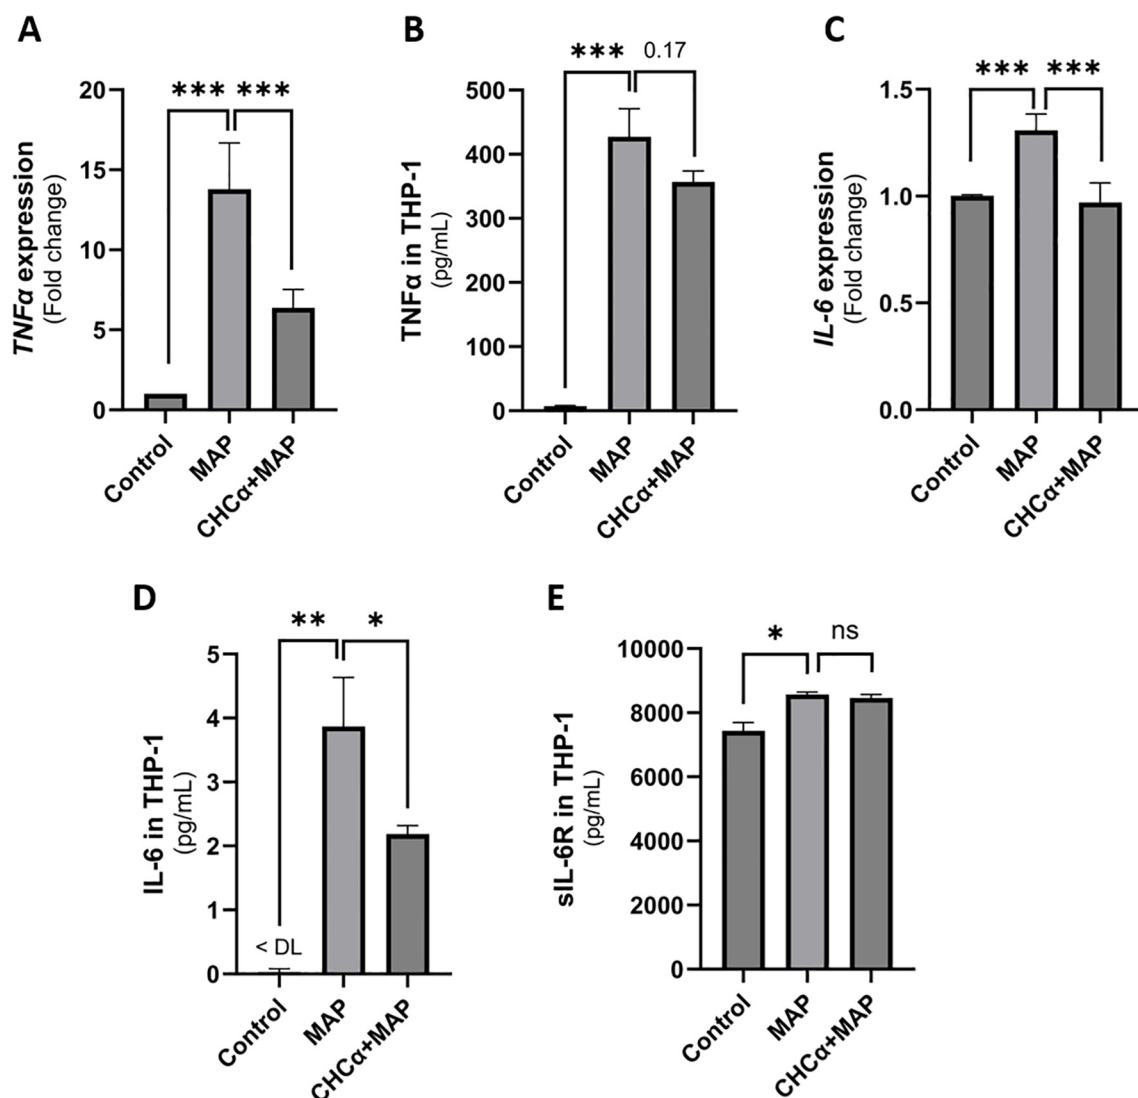 A
TNFα expression
(Fold change)
20
15
10
5
0
*** ***
Control
MAP
CHCα+MAP
B
TNFα in THP-1
(pg/mL)
500
400
300
200
100
0
*** 0.17
Control
MAP
CHCα+MAP
C
IL-6 expression
(Fold change)
1.5
1.0
0.5
0.0
*** ***
Control
MAP
CHCα+MAP
D
IL-6 in THP-1
(pg/mL)
5
4
3
2
1
0
** *
< DL
Control
MAP
CHCα+MAP
E
sIL-6R in THP-1
(pg/mL)
10000
8000
6000
4000
2000
0
* ns
Control
MAP
CHCα+MAP